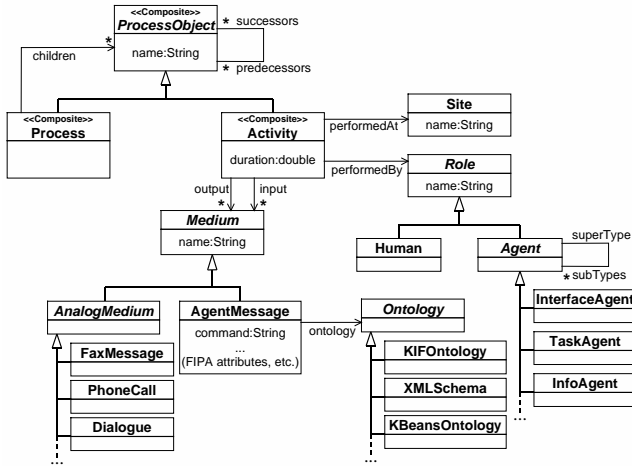 <<Composite>>
ProcessObject
name:String
* successors
* predecessors
*
children
<<Composite>>
Process
<<Composite>>
Activity
duration:double
performedAt
Site
name:String
performedBy
Role
name:String
output
input
*
*
Medium
name:String
Human
Agent
superType
* subTypes
AnalogMedium
AgentMessage
command:String
...
(FIPA attributes, etc.)
ontology
Ontology
FaxMessage
PhoneCall
Dialogue
...
KIFOntology
XMLSchema
KBeansOntology
...
InterfaceAgent
TaskAgent
InfoAgent
...